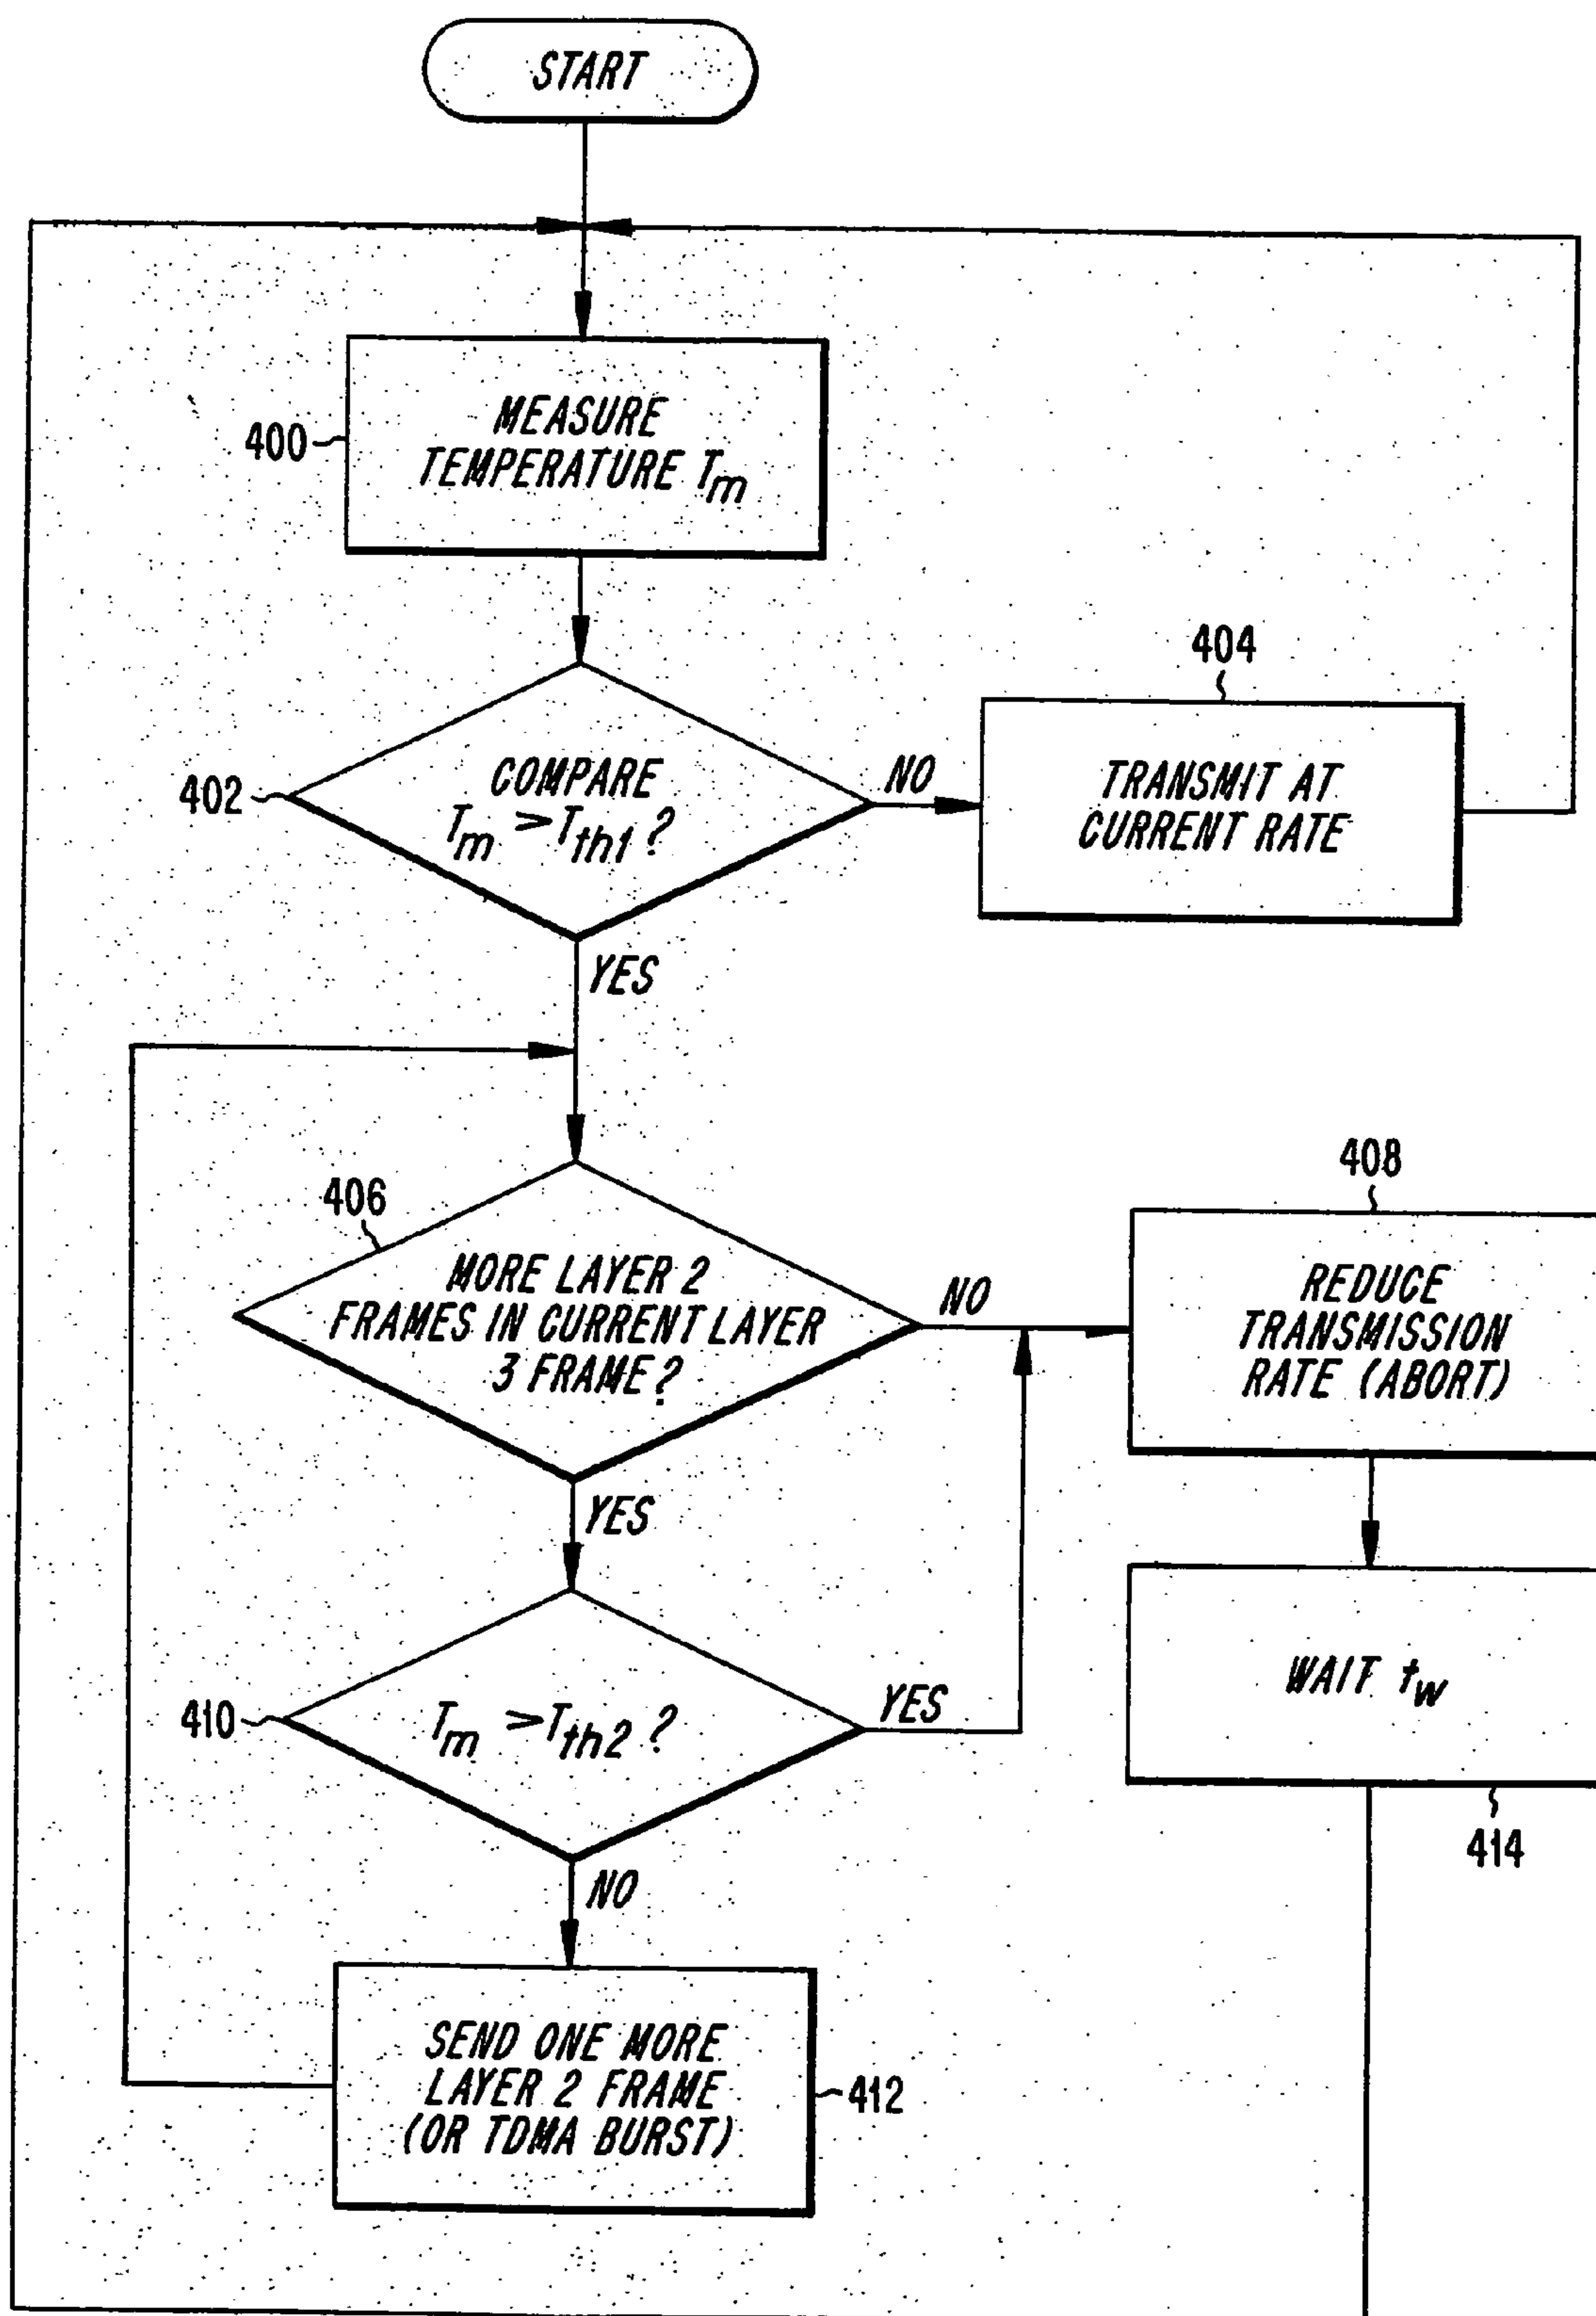 START
400
MEASURE
TEMPERATURE Tm
404
402
COMPARE
Tm > Tth1 ?
NO
TRANSMIT AT
CURRENT RATE
YES
408
406
MORE LAYER 2
FRAMES IN CURRENT LAYER
3 FRAME?
NO
REDUCE
TRANSMISSION
RATE (ABORT)
YES
410
Tm > Tth2 ?
YES
WAIT tw
414
NO
SEND ONE MORE
LAYER 2 FRAME
(OR TDMA BURST)
412